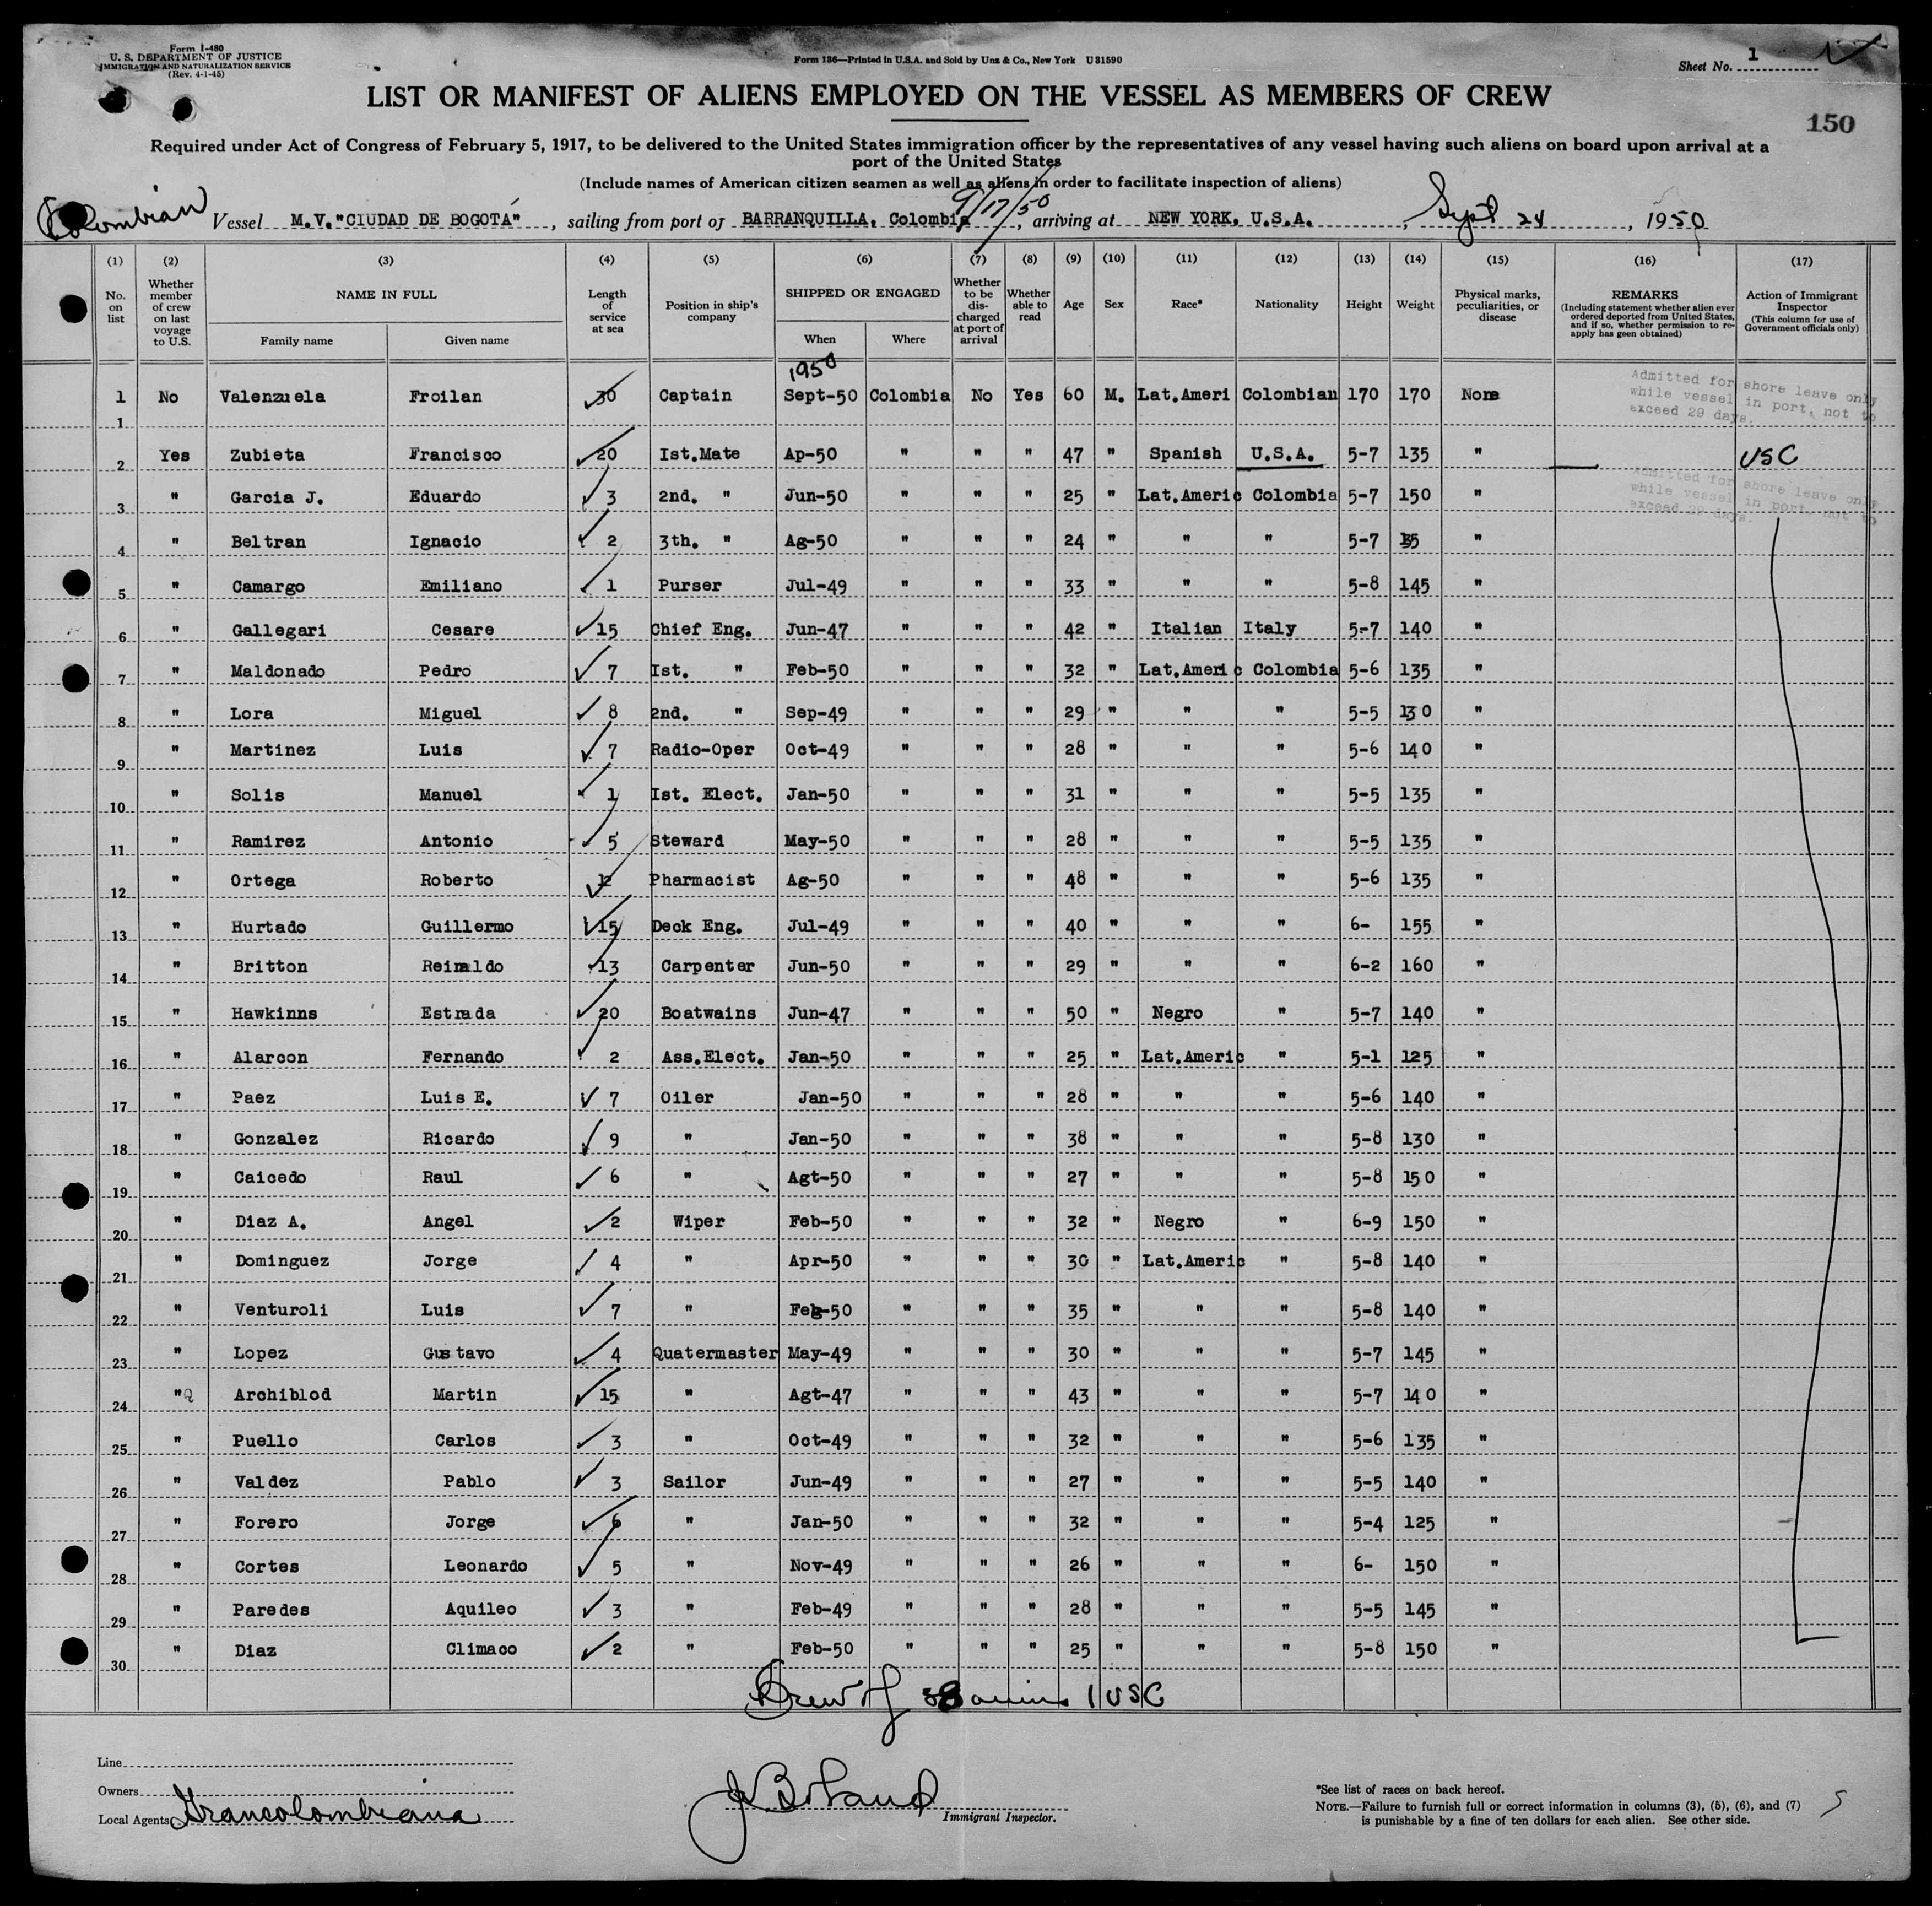 Form I-480
U. S. DEPARTMENT OF JUSTICE
IMMIGRATION AND NATURALIZATION SERVICE
(Rev. 4-1-45)
Form 136—Printed in U.S.A. and Sold by Unz & Co., New York U 31590
Sheet No. 1
LIST OR MANIFEST OF ALIENS EMPLOYED ON THE VESSEL AS MEMBERS OF CREW
150
Required under Act of Congress of February 5, 1917, to be delivered to the United States immigration officer by the representatives of any vessel having such aliens on board upon arrival at a
port of the United States
(Include names of American citizen seamen as well as aliens in order to facilitate inspection of aliens)
9/17/50
Colombian Vessel M.V."CIUDAD DE BOGOTÁ", sailing from port of BARRANQUILLA, Colombia, arriving at NEW YORK, U.S.A., Sept 24, 1950
(1) (2) (3) (4) (5) (6) (7) (8) (9) (10) (11) (12) (13) (14) (15) (16) (17)
No. on list
Whether member of crew on last voyage to U.S.
NAME IN FULL
Family name Given name
Length of service at sea
Position in ship's company
SHIPPED OR ENGAGED
When Where
Whether to be discharged at port of arrival
Whether able to read
Age
Sex
Race*
Nationality
Height
Weight
Physical marks, peculiarities, or disease
REMARKS
(Including statement whether alien ever ordered deported from United States, and if so, whether permission to re-apply has geen obtained)
Action of Immigrant Inspector
(This column for use of Government officials only)
1950
1 No Valenzuela Froilan 30 Captain Sept-50 Colombia No Yes 60 M. Lat.Ameri Colombian 170 170 None
Admitted for shore leave only
while vessel in port, not to
exceed 29 days.
1
2 Yes Zubieta Francisco 20 Ist.Mate Ap-50 " " " 47 " Spanish U.S.A. 5-7 135 " USC
3 " Garcia J. Eduardo 3 2nd. " Jun-50 " " " 25 " Lat.Americ Colombia 5-7 150 "
Admitted for shore leave only
while vessel in port, not to
exceed 29 days.
4 " Beltran Ignacio 2 3th. " Ag-50 " " " 24 " " " 5-7 "
5 " Camargo Emiliano 1 Purser Jul-49 " " " 33 " " " 5-8 145 "
6 " Gallegari Cesare 15 Chief Eng. Jun-47 " " " 42 " Italian Italy 5-7 140 "
7 " Maldonado Pedro 7 Ist. " Feb-50 " " " 32 " Lat.Americ Colombia 5-6 135 "
8 " Lora Miguel 8 2nd. " Sep-49 " " " 29 " " " 5-5 130 "
9 " Martinez Luis 7 Radio-Oper Oct-49 " " " 28 " " " 5-6 140 "
10 " Solis Manuel 1 Ist. Elect. Jan-50 " " " 31 " " " 5-5 135 "
11 " Ramirez Antonio 5 Steward May-50 " " " 28 " " " 5-5 135 "
12 " Ortega Roberto 12 Pharmacist Ag-50 " " " 48 " " " 5-6 135 "
13 " Hurtado Guillermo 15 Deck Eng. Jul-49 " " " 40 " " " 6- 155 "
14 " Britton Reinaldo 13 Carpenter Jun-50 " " " 29 " " " 6-2 160 "
15 " Hawkinns Estrada 20 Boatwains Jun-47 " " " 50 " Negro " 5-7 140 "
16 " Alarcon Fernando 2 Ass.Elect. Jan-50 " " " 25 " Lat.Americ " 5-1 125 "
17 " Paez Luis E. 7 Oiler Jan-50 " " " 28 " " " 5-6 140 "
18 " Gonzalez Ricardo 9 " Jan-50 " " " 38 " " " 5-8 130 "
19 " Caicedo Raul 6 " Agt-50 " " " 27 " " " 5-8 150 "
20 " Diaz A. Angel 2 Wiper Feb-50 " " " 32 " Negro " 6-9 150 "
21 " Dominguez Jorge 4 " Apr-50 " " " 30 " Lat.Americ " 5-8 140 "
22 " Venturoli Luis 7 " Feb-50 " " " 35 " " " 5-8 140 "
23 " Lopez Gustavo 4 Quatermaster May-49 " " " 30 " " " 5-7 145 "
24 " Archiblod Martin 15 " Agt-47 " " " 43 " " " 5-7 140 "
25 " Puello Carlos 3 " Oct-49 " " " 32 " " " 5-6 135 "
26 " Valdez Pablo 3 Sailor Jun-49 " " " 27 " " " 5-5 140 "
27 " Forero Jorge 6 " Jan-50 " " " 32 " " " 5-4 125 "
28 " Cortes Leonardo 5 " Nov-49 " " " 26 " " " 6- 150 "
29 " Paredes Aquileo 3 " Feb-49 " " " 28 " " " 5-5 145 "
30 " Diaz Climaco 2 " Feb-50 " " " 25 " " " 5-8 150 "
Crew of 1 USC
Line
Owners
Local Agents Grancolombiana
Immigrant Inspector.
*See list of races on back hereof.
NOTE.—Failure to furnish full or correct information in columns (3), (5), (6), and (7)
is punishable by a fine of ten dollars for each alien. See other side.